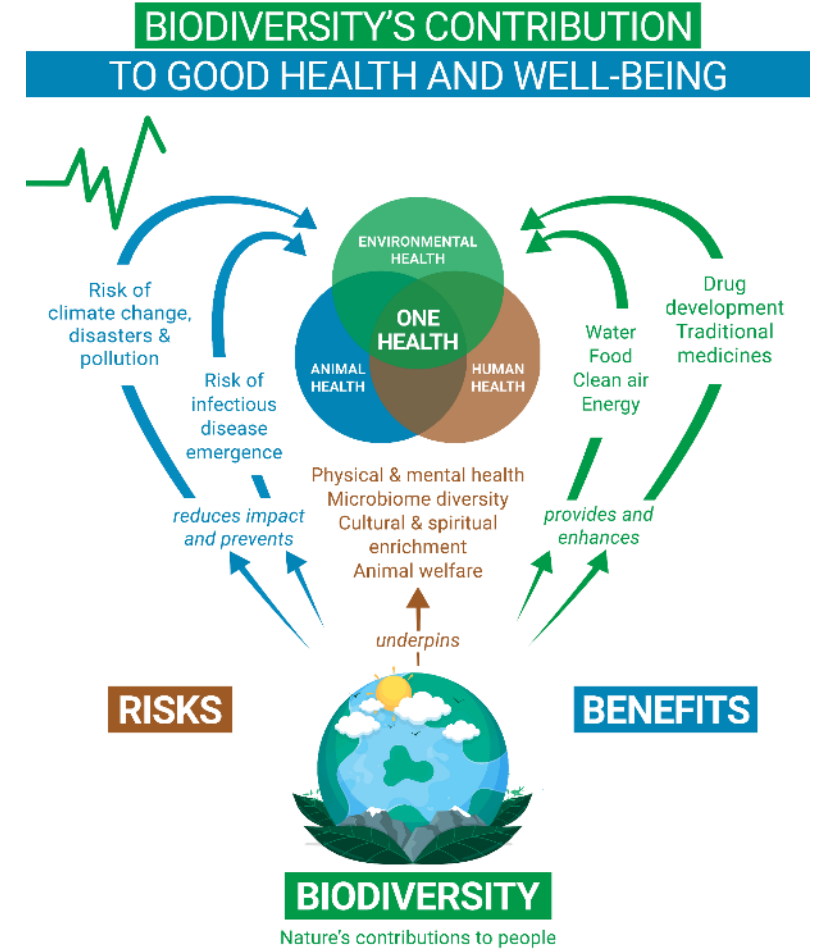 BIODIVERSITY'S CONTRIBUTION
TO GOOD HEALTH AND WELL-BEING
ENVIRONMENTAL
HEALTH
ONE
HEALTH
ANIMAL
HEALTH
HUMAN
HEALTH
Risk of
climate change,
disasters &
pollution
Risk of
infectious
disease
emergence
reduces impact
and prevents
Physical & mental health
Microbiome diversity
Cultural & spiritual
enrichment
Animal welfare
underpins
Water
Food
Clean air
Energy
Drug
development
Traditional
medicines
provides and
enhances
RISKS
BENEFITS
BIODIVERSITY
Nature's contributions to people